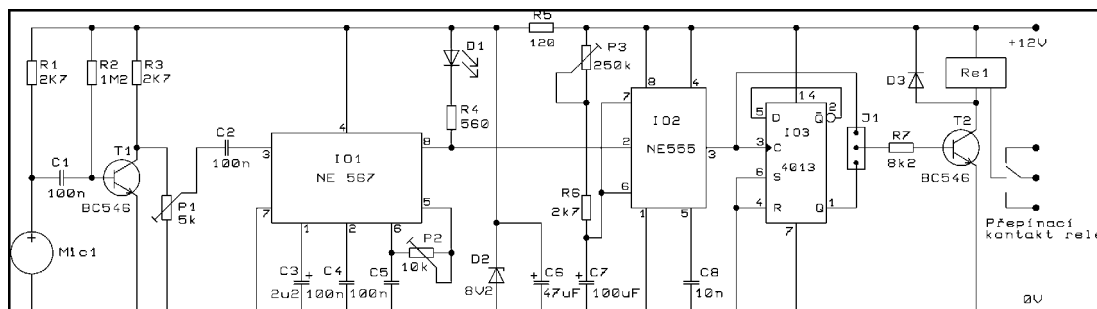 R1
2K7
R2
1M2
R3
2K7
C1
100n
T1
BC546
Mic1
P1
5k
C2
100n
3
4
8
IO1
NE 567
7
5
1
2
6
C3
2u2
C4
100n
C5
100n
P2
10k
D1
R4
560
D2
8V2
R5
120
C6
47uF
P3
250k
R6
2k7
C7
100uF
8
4
7
2
6
IO2
NE555
3
1
5
C8
10n
14
5
D
Q
2
3
C
IO3
4013
6
S
4
R
Q
1
7
J1
R7
8k2
D3
Re1
T2
BC546
+12V
Přepínací
kontakt relé
0V